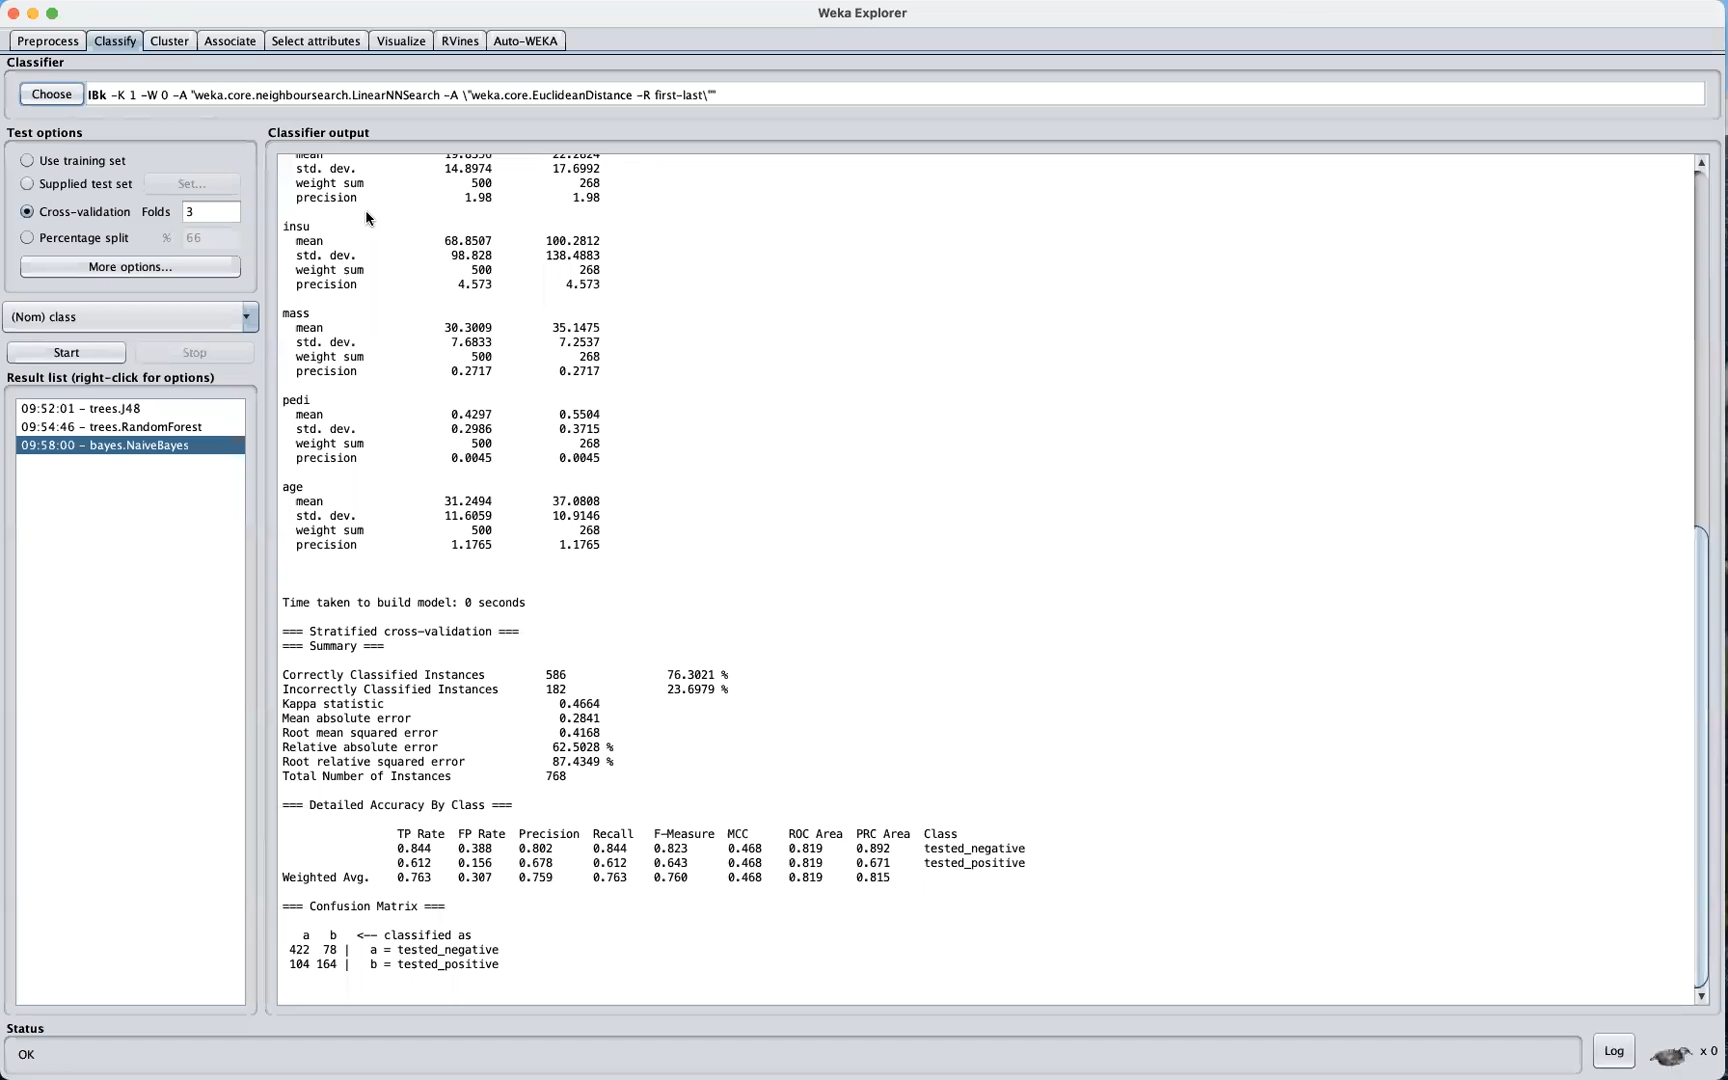 Weka Explorer
Preprocess Classify Cluster Associate Select attributes Visualize RVines Auto-WEKA
Classifier
Choose IBk -K 1 -W 0 -A "weka.core.neighboursearch.LinearNNSearch -A \"weka.core.EuclideanDistance -R first-last\""
Test options
Use training set
Supplied test set Set...
Cross-validation Folds 3
Percentage split % 66
More options...
(Nom) class
Start Stop
Result list (right-click for options)
09:52:01 - trees.J48
09:54:46 - trees.RandomForest
09:58:00 - bayes.NaiveBayes
Classifier output
mean
std. dev. 14.8974 17.6992
weight sum 500 268
precision 1.98 1.98
insu
mean 68.8507 100.2812
std. dev. 98.828 138.4883
weight sum 500 268
precision 4.573 4.573
mass
mean 30.3009 35.1475
std. dev. 7.6833 7.2537
weight sum 500 268
precision 0.2717 0.2717
pedi
mean 0.4297 0.5504
std. dev. 0.2986 0.3715
weight sum 500 268
precision 0.0045 0.0045
age
mean 31.2494 37.0808
std. dev. 11.6059 10.9146
weight sum 500 268
precision 1.1765 1.1765
Time taken to build model: 0 seconds
=== Stratified cross-validation ===
=== Summary ===
Correctly Classified Instances 586 76.3021 %
Incorrectly Classified Instances 182 23.6979 %
Kappa statistic 0.4664
Mean absolute error 0.2841
Root mean squared error 0.4168
Relative absolute error 62.5028 %
Root relative squared error 87.4349 %
Total Number of Instances 768
=== Detailed Accuracy By Class ===
TP Rate FP Rate Precision Recall F-Measure MCC ROC Area PRC Area Class
0.844 0.388 0.802 0.844 0.823 0.468 0.819 0.892 tested_negative
0.612 0.156 0.678 0.612 0.643 0.468 0.819 0.671 tested_positive
Weighted Avg. 0.763 0.307 0.759 0.763 0.760 0.468 0.819 0.815
=== Confusion Matrix ===
a b <-- classified as
422 78 | a = tested_negative
104 164 | b = tested_positive
Status
OK
Log x 0